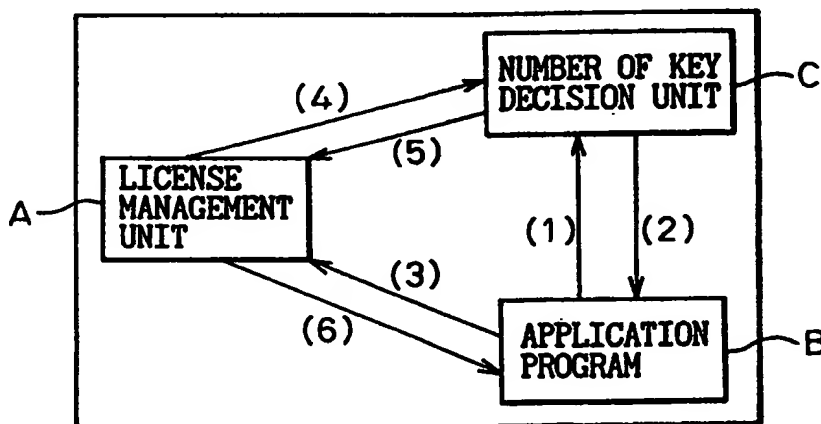 NUMBER OF KEY
DECISION UNIT
C
(4)
(5)
A
LICENSE
MANAGEMENT
UNIT
(1)
(2)
(3)
(6)
APPLICATION
PROGRAM
B